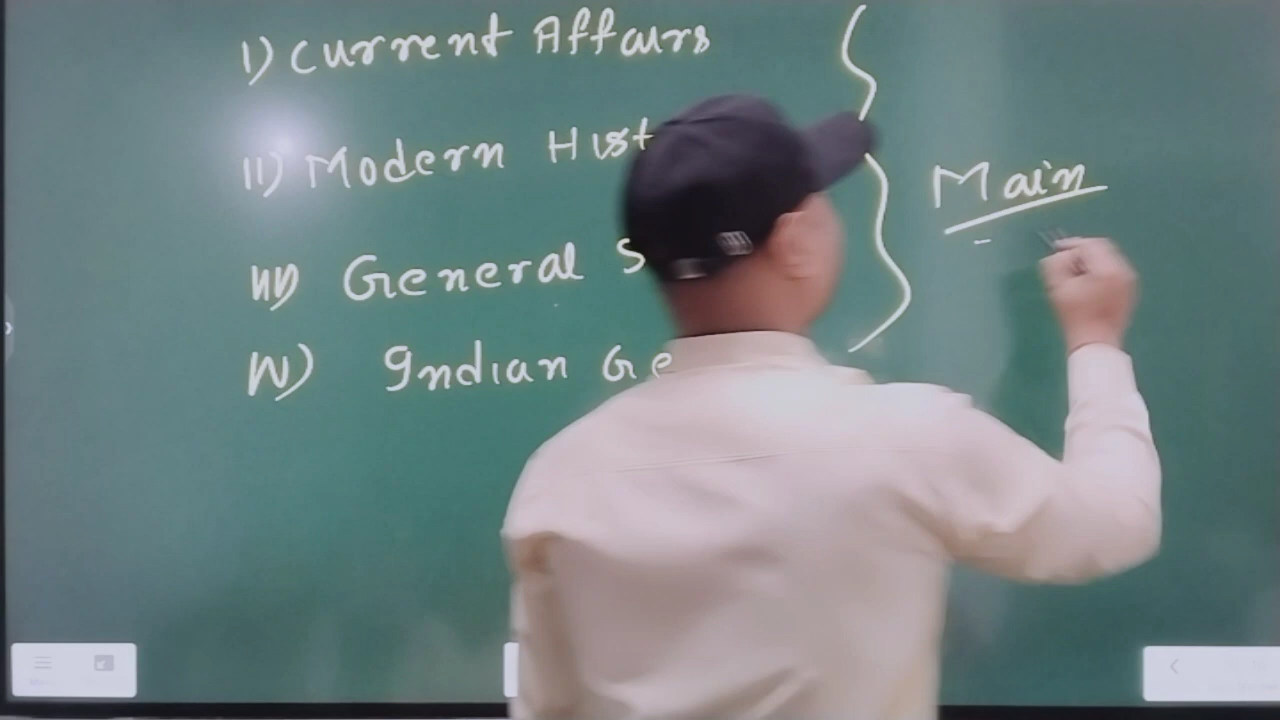 I) Current Affairs
II) Modern Hist
III) General S
IV) Indian Ge
Main